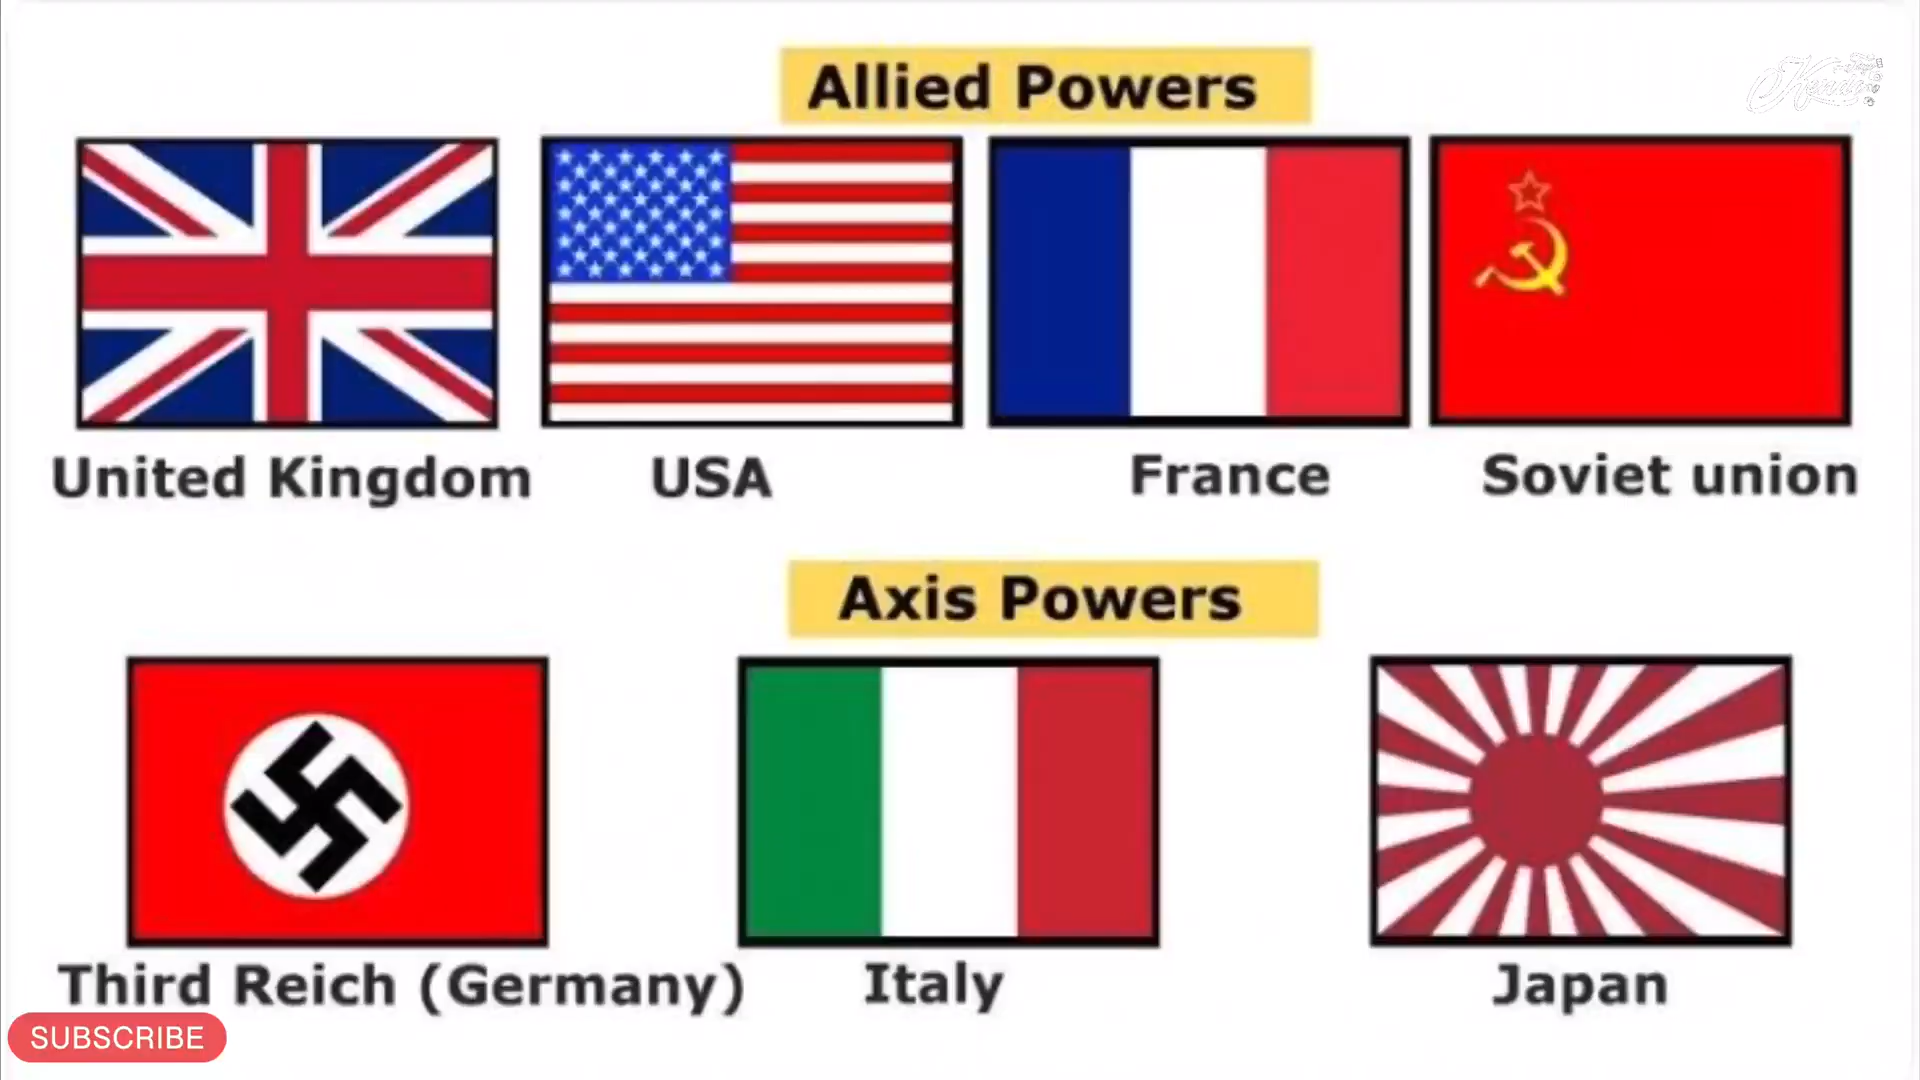 Allied Powers
United Kingdom
USA
France
Soviet union
Axis Powers
Third Reich (Germany)
Italy
Japan
SUBSCRIBE